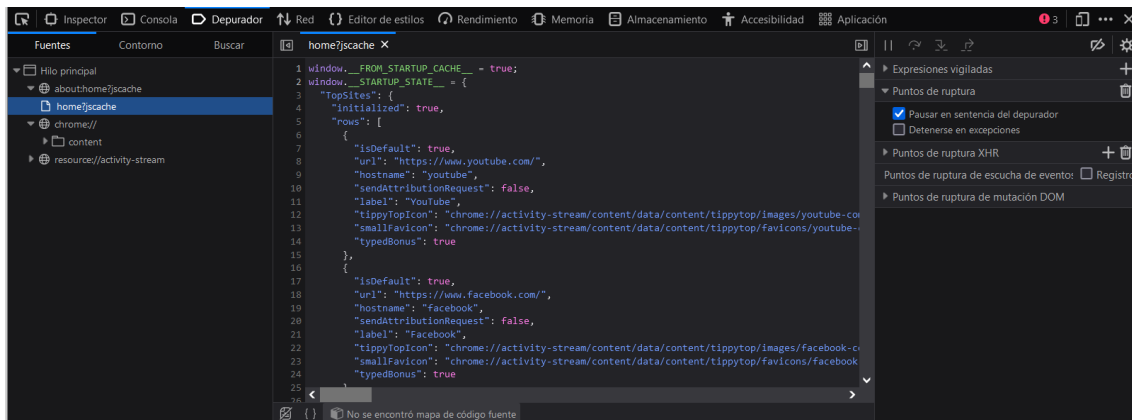 Inspector Consola Depurador Red Editor de estilos Rendimiento Memoria Almacenamiento Accesibilidad Aplicación 3
Fuentes Contorno Buscar
Hilo principal
about:home?jscache
home?jscache
chrome://
content
resource://activity-stream
home?jscache
1 window.__FROM_STARTUP_CACHE__ = true;
2 window.__STARTUP_STATE__ = {
3 "TopSites": {
4 "initialized": true,
5 "rows": [
6 {
7 "isDefault": true,
8 "url": "https://www.youtube.com/",
9 "hostname": "youtube",
10 "sendAttributionRequest": false,
11 "label": "YouTube",
12 "tippyTopIcon": "chrome://activity-stream/content/data/content/tippytop/images/youtube-co
13 "smallFavicon": "chrome://activity-stream/content/data/content/tippytop/favicons/youtube-
14 "typedBonus": true
15 },
16 {
17 "isDefault": true,
18 "url": "https://www.facebook.com/",
19 "hostname": "facebook",
20 "sendAttributionRequest": false,
21 "label": "Facebook",
22 "tippyTopIcon": "chrome://activity-stream/content/data/content/tippytop/images/facebook-c
23 "smallFavicon": "chrome://activity-stream/content/data/content/tippytop/favicons/facebook
24 "typedBonus": true
25 }
26
{ } No se encontró mapa de código fuente
Expresiones vigiladas
Puntos de ruptura
Pausar en sentencia del depurador
Detenerse en excepciones
Puntos de ruptura XHR
Puntos de ruptura de escucha de evento: Registro
Puntos de ruptura de mutación DOM